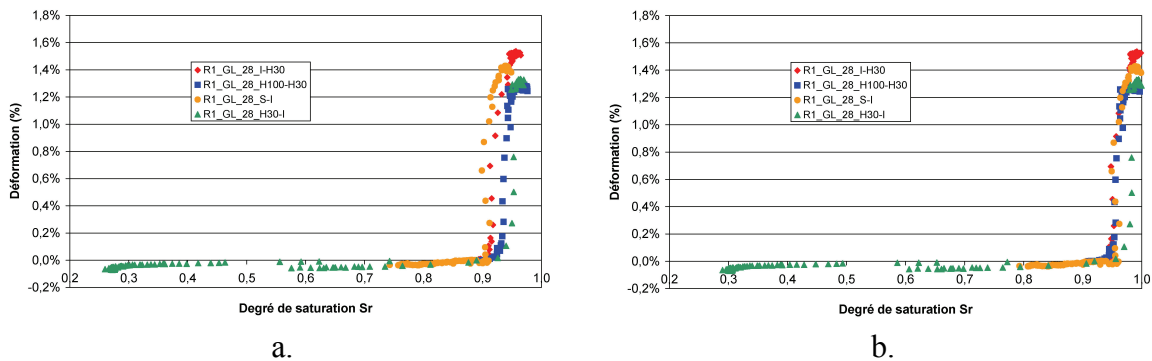 1,8%
1,6%
1,4%
1,2%
1,0%
0,8%
0,6%
0,4%
0,2%
0,0%
-0,2%
Déformation (%)
R1_GL_28_I-H30
R1_GL_28_H100-H30
R1_GL_28_S-I
R1_GL_28_H30-I
0,2 0,3 0,4 0,5 0,6 0,7 0,8 0,9 1,0
Degré de saturation Sr
a.
1,8%
1,6%
1,4%
1,2%
1,0%
0,8%
0,6%
0,4%
0,2%
0,0%
-0,2%
Déformation (%)
R1_GL_28_I-H30
R1_GL_28_H100-H30
R1_GL_28_S-I
R1_GL_28_H30-I
0,2 0,3 0,4 0,5 0,6 0,7 0,8 0,9 1
Degré de saturation Sr
b.